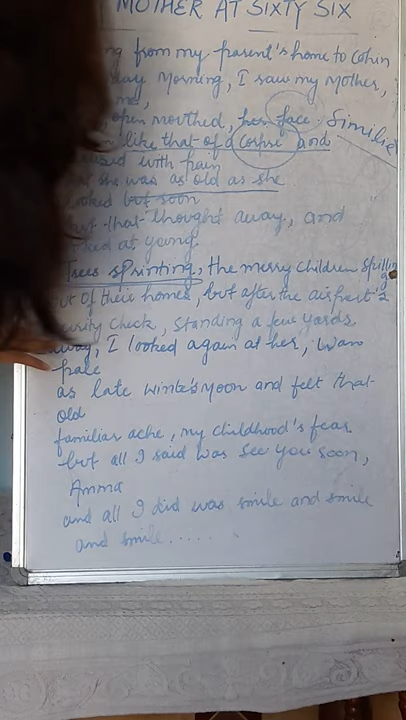 MOTHER AT SIXTY SIX
from my parent's home to Cohin
Morning, I saw my Mother,
me,
open mouthed, her face. Similie
like that of a Corpse and
with pain
she was as old as she
looked but soon
that thought away, and
at young.
Trees sprinting, the merry children spilling
out of their homes, but after the airport's
security check, standing a few yards
away, I looked again at her, wan
pale
as late winter's moon and felt that
old
familiar ache, my childhood's fear
but all I said was see you soon,
Amma
and all I did was smile and smile
and smile.....